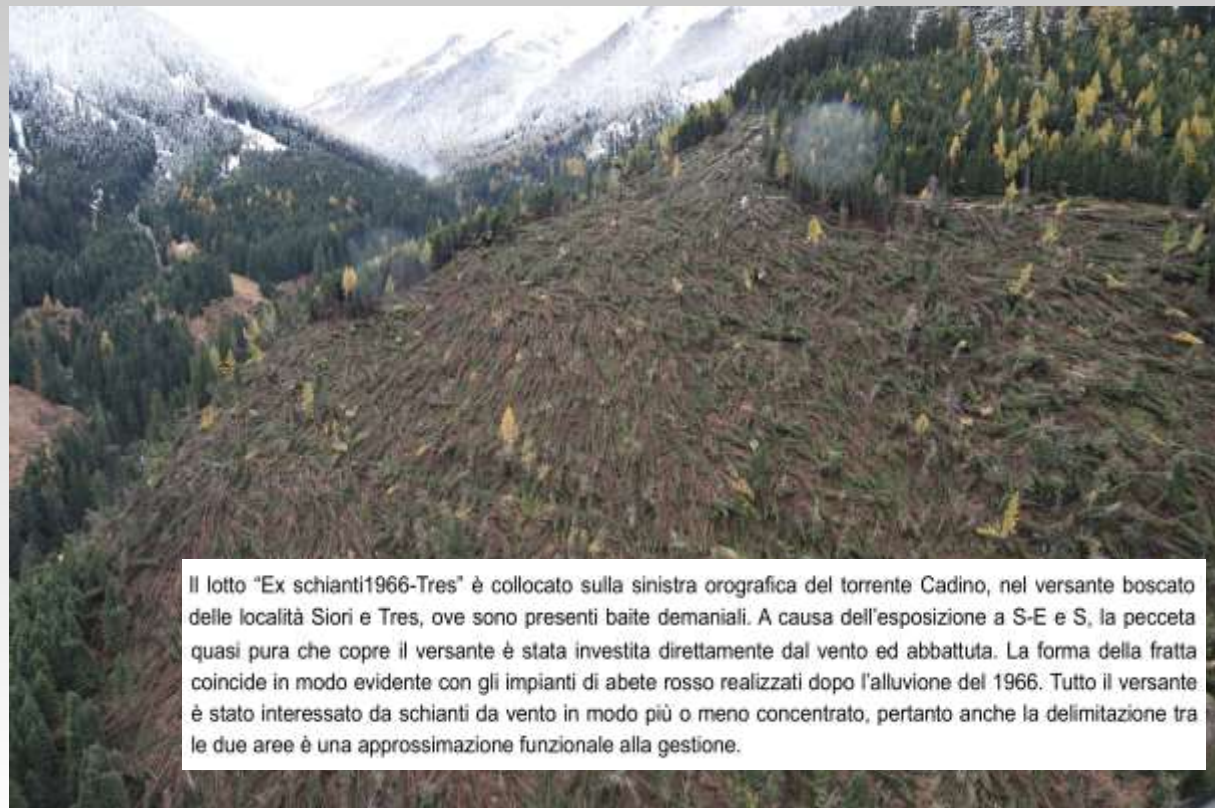 Il lotto “Ex schianti1966-Tres” è collocato sulla sinistra orografica del torrente Cadino, nel versante boscato
delle località Siori e Tres, ove sono presenti baite demaniali. A causa dell’esposizione a S-E e S, la pecceta
quasi pura che copre il versante è stata investita direttamente dal vento ed abbattuta. La forma della fratta
coincide in modo evidente con gli impianti di abete rosso realizzati dopo l’alluvione del 1966. Tutto il versante
è stato interessato da schianti da vento in modo più o meno concentrato, pertanto anche la delimitazione tra
le due aree è una approssimazione funzionale alla gestione.